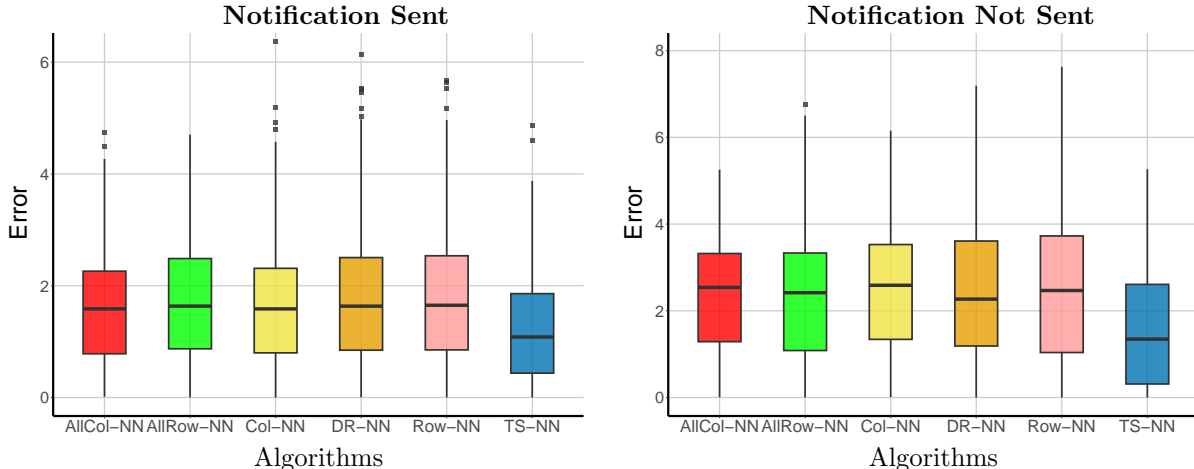 Notification Sent
Error
6
4
2
0
AllCol–NN AllRow–NN Col–NN DR–NN Row–NN TS–NN
Algorithms
Notification Not Sent
Error
8
6
4
2
0
AllCol–NN AllRow–NN Col–NN DR–NN Row–NN TS–NN
Algorithms